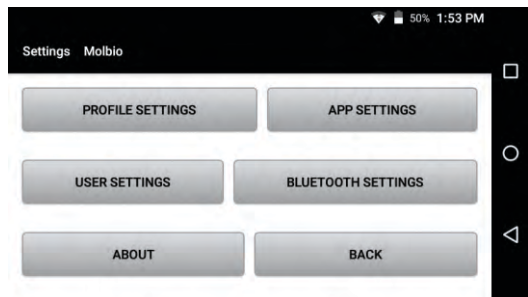 50% 1:53 PM
Settings Molbio
PROFILE SETTINGS APP SETTINGS
USER SETTINGS BLUETOOTH SETTINGS
ABOUT BACK